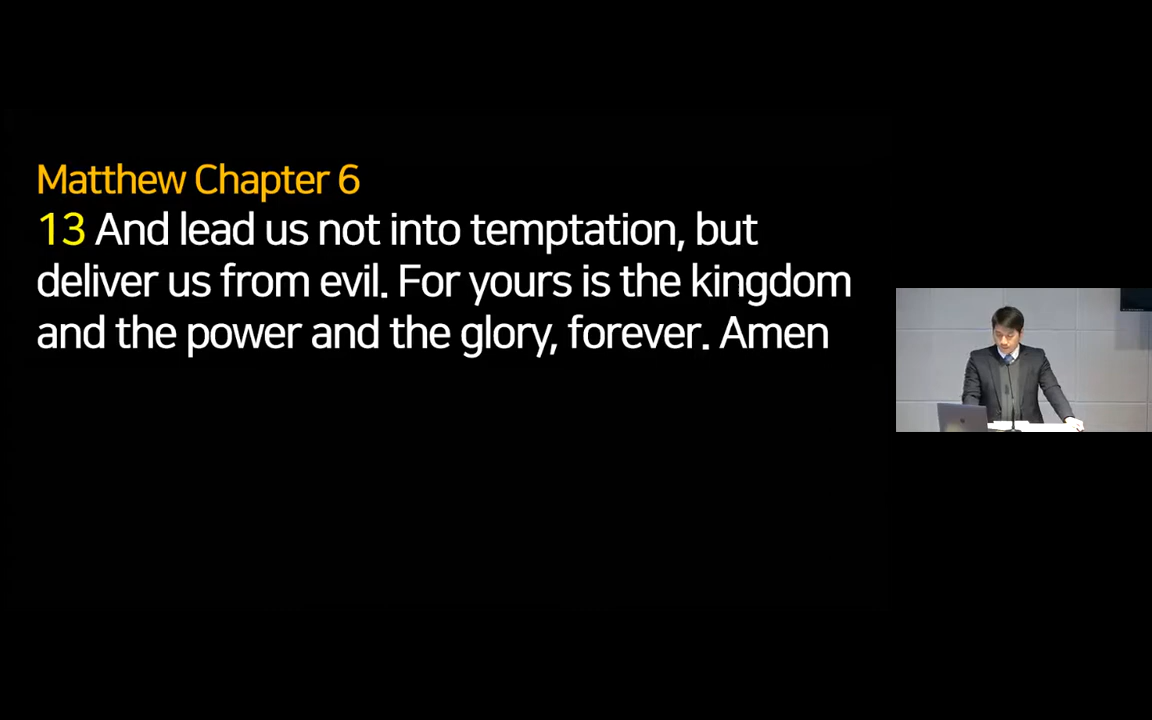 Matthew Chapter 6
13 And lead us not into temptation, but
deliver us from evil. For yours is the kingdom
and the power and the glory, forever. Amen